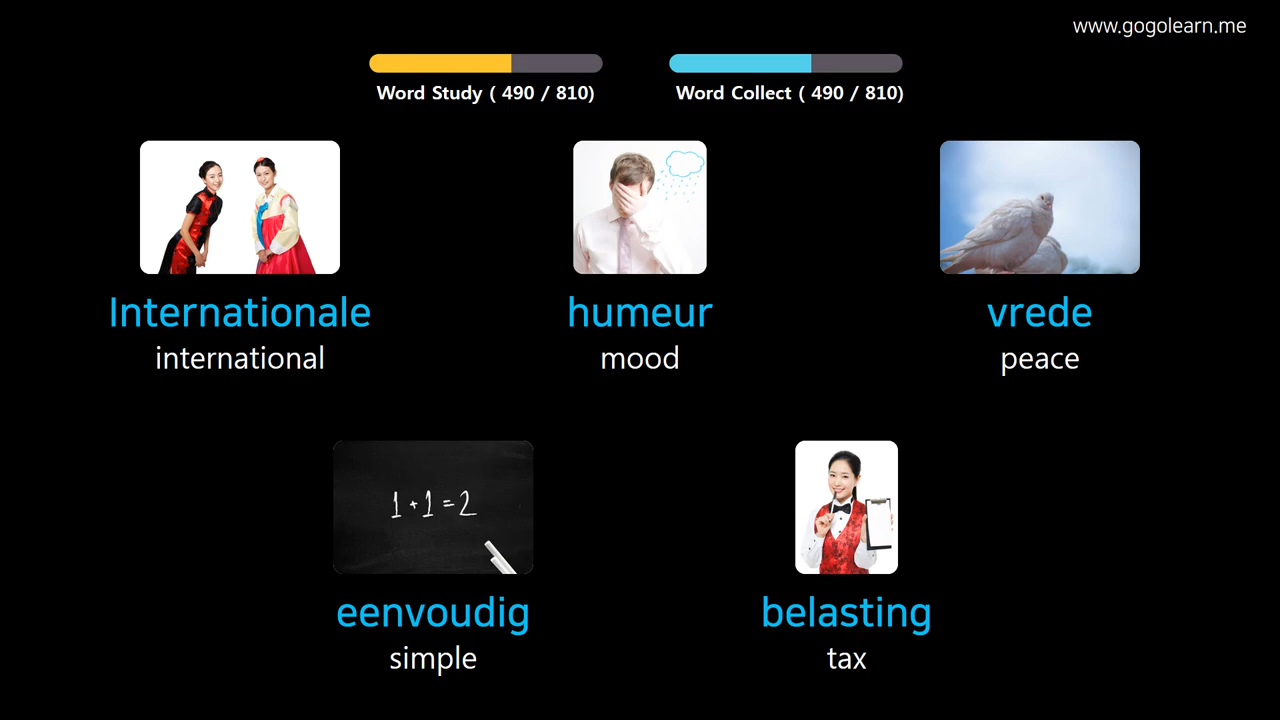 www.gogolearn.me
Word Study ( 490 / 810)
Word Collect ( 490 / 810)
Internationale
international
humeur
mood
vrede
peace
1+1=2
eenvoudig
simple
belasting
tax